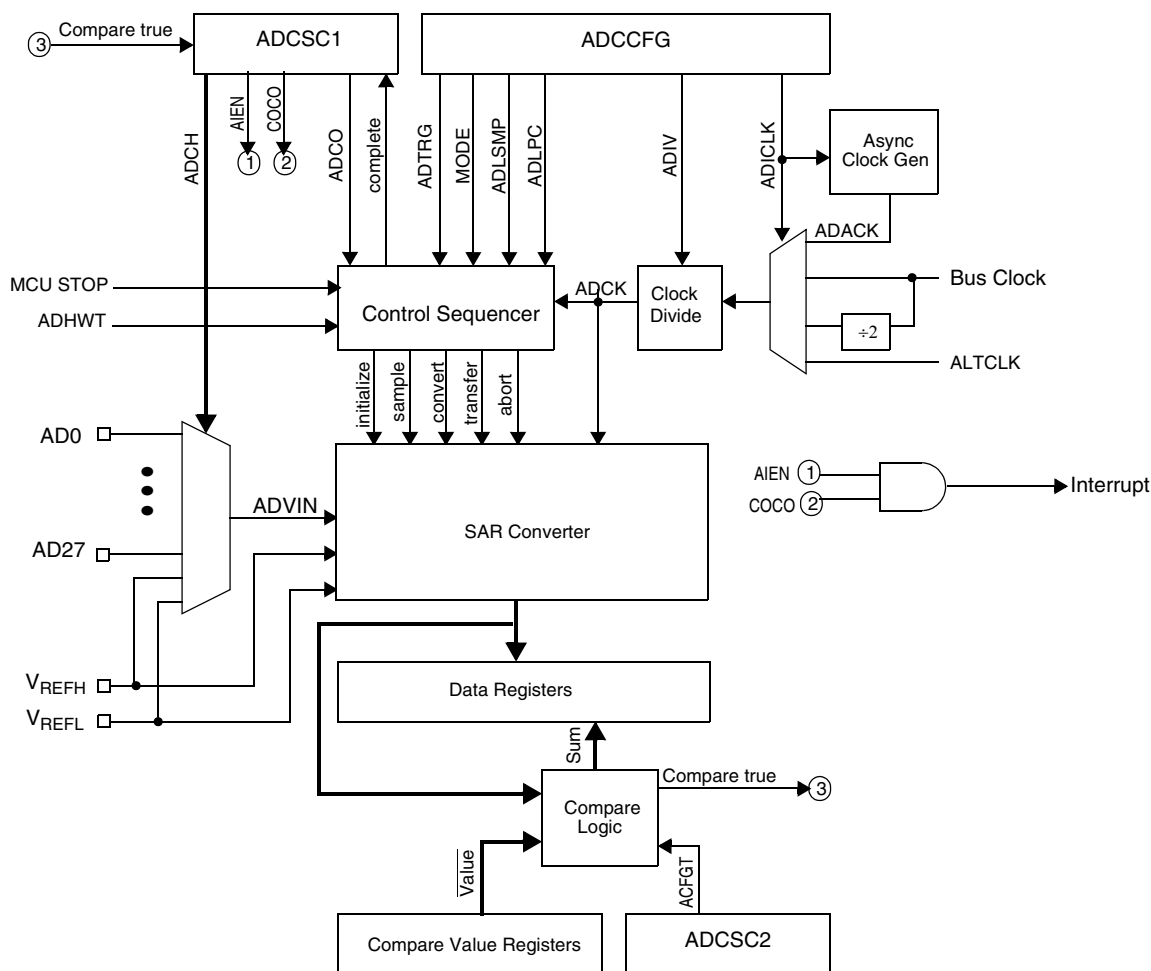 3
Compare true
ADCSC1
ADCCFG
ADCH
AIEN
COCO
1
2
ADCO
complete
ADTRG
MODE
ADLSMP
ADLPC
ADIV
ADICLK
Async
Clock Gen
ADACK
MCU STOP
ADHWT
Control Sequencer
ADCK
Clock
Divide
Bus Clock
÷2
ALTCLK
initialize
sample
convert
transfer
abort
AD0
AD27
ADVIN
SAR Converter
AIEN 1
COCO 2
Interrupt
VREFH
VREFL
Data Registers
Sum
Compare true
3
Compare
Logic
Value
ACFGT
Compare Value Registers
ADCSC2